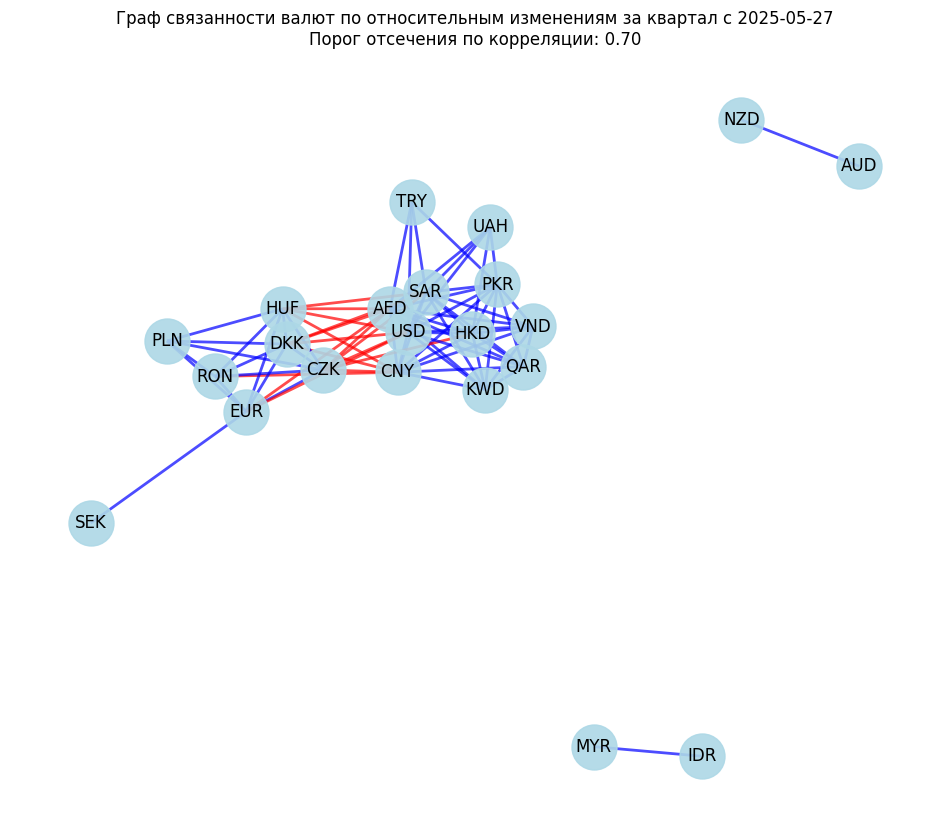 Граф связанности валют по относительным изменениям за квартал с 2025-05-27
Порог отсечения по корреляции: 0.70
NZD
AUD
TRY
UAH
SAR
PKR
HUF
AED
VND
USD
HKD
PLN
DKK
CZK
CNY
QAR
RON
KWD
EUR
SEK
MYR
IDR